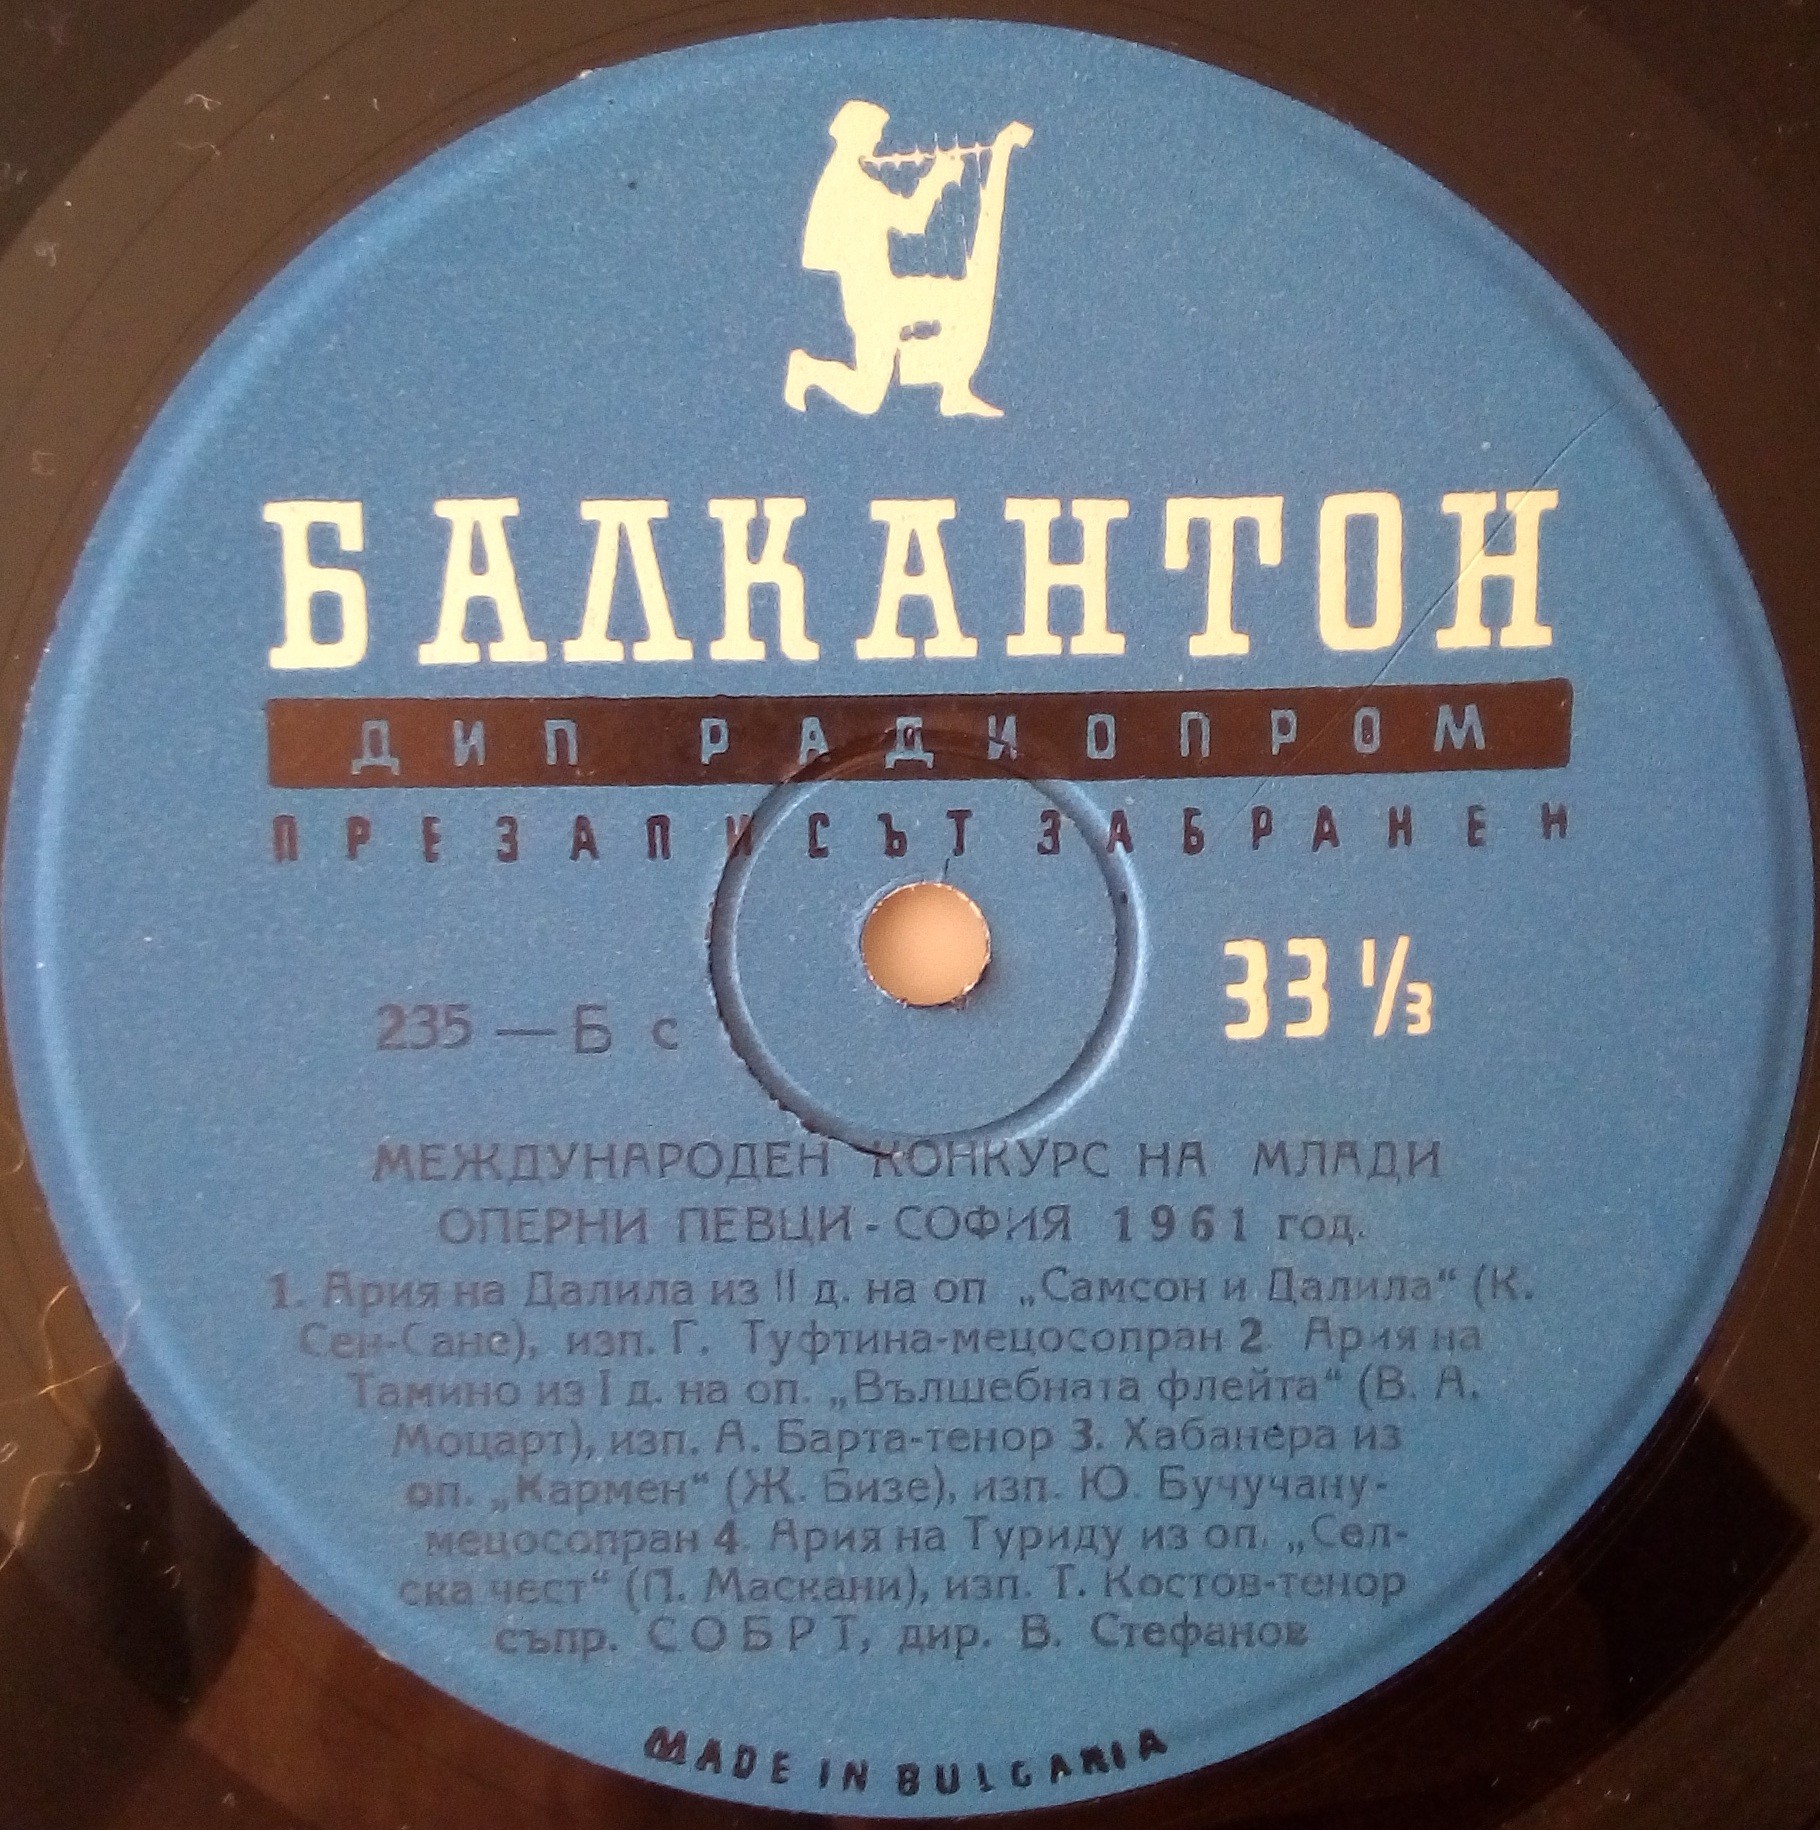 БАЛКАНТОН
ДИП РАДИОПРОМ
ПРЕЗАПИСЪТ ЗАБРАНЕН
33 1/3
235 — Б с
МЕЖДУНАРОДЕН КОНКУРС НА МЛАДИ
ОПЕРНИ ПЕВЦИ - СОФИЯ 1961 год.
1. Ария на Далила из II д. на оп „Самсон и Далила“ (К.
Сен-Санс), изп. Г. Туфтина-мецосопран 2. Ария на
Тамино из I д. на оп. „Вълшебната флейта“ (В. А.
Моцарт), изп. А. Барта-тенор 3. Хабанера из
оп. „Кармен“ (Ж. Бизе), изп. Ю. Бучучану-
мецосопран 4. Ария на Туриду из оп. „Сел-
ска чест“ (П. Маскани), изп. Т. Костов-тенор
съпр. СОБРТ, дир. В. Стефанов
MADE IN BULGARIA